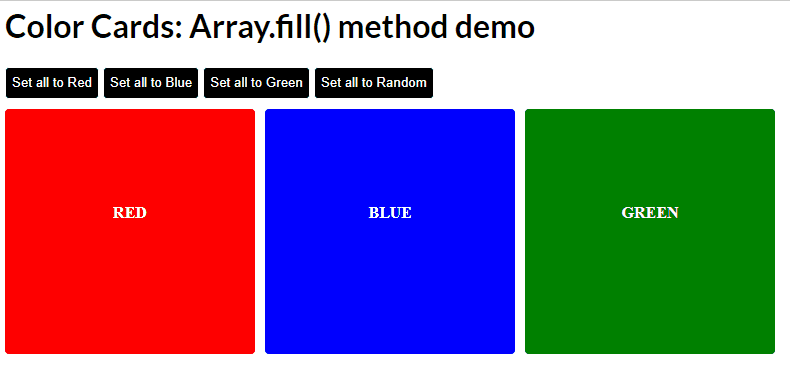 Color Cards: Array.fill() method demo
Set all to Red Set all to Blue Set all to Green Set all to Random
RED BLUE GREEN